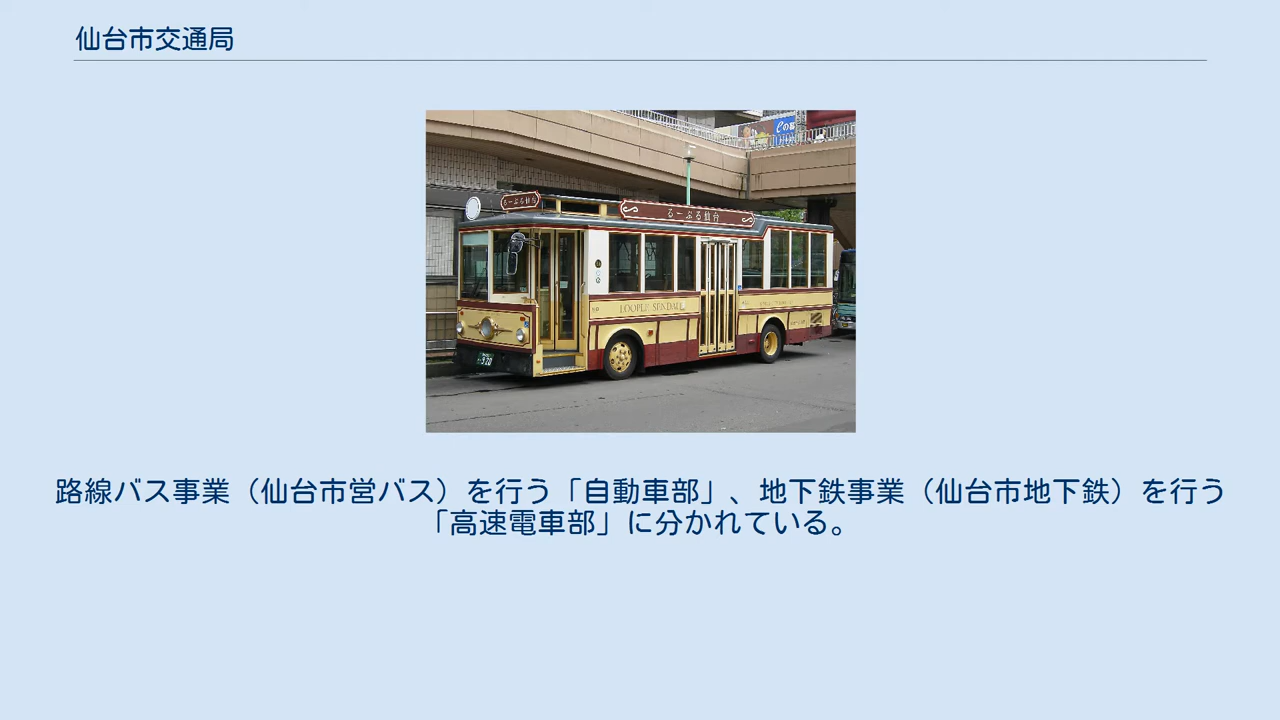 仙台市交通局
るーぷる仙台
るーぷる仙台
LOOPLE SENDAI
路線バス事業（仙台市営バス）を行う「自動車部」、地下鉄事業（仙台市地下鉄）を行う
「高速電車部」に分かれている。